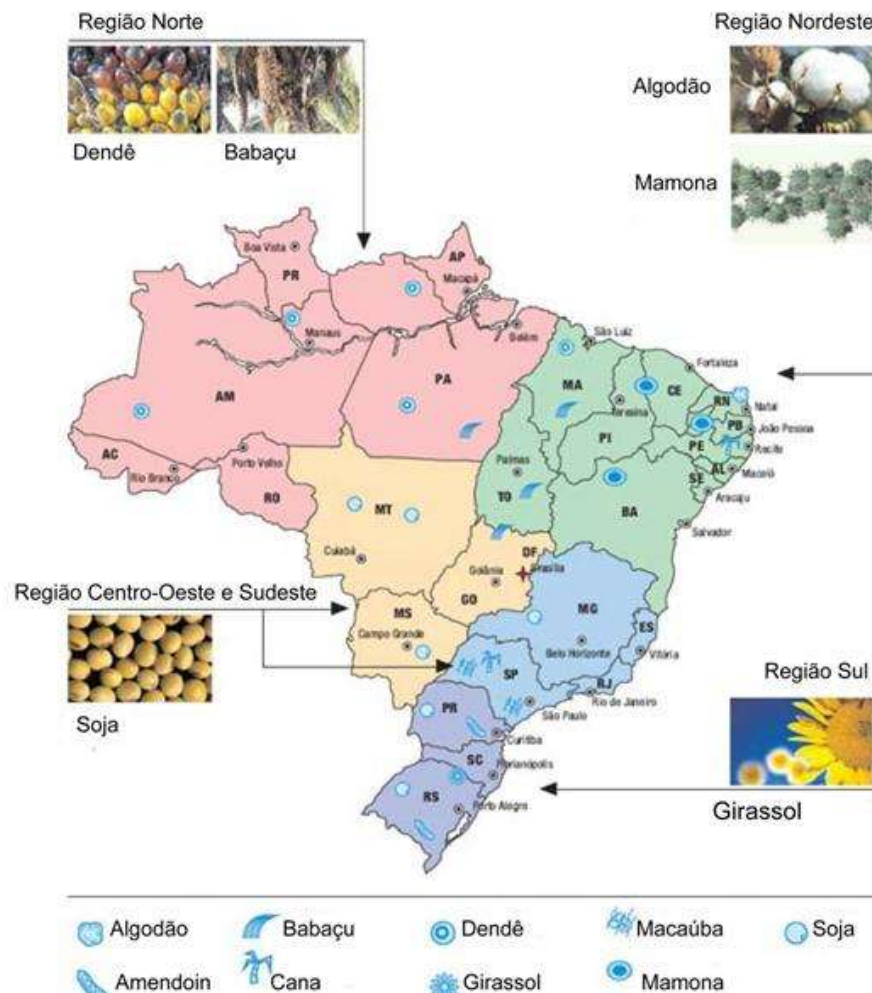 Região Norte
Região Nordeste
Dendê
Babaçu
Algodão
Mamona
Boa Vista
PR
AP
Macapá
Manaus
Belém
AM
PA
AC
Rio Branco
Porto Velho
RO
São Luiz
MA
Fortaleza
CE
Teresina
RN
Natal
PB
João Pessoa
PE
Recife
PI
AL
Maceió
SE
Aracaju
Palmas
TO
BA
Salvador
MT
Cuiabá
DF
Brasília
Goiânia
GO
Região Centro-Oeste e Sudeste
Soja
MS
Campo Grande
MG
Belo Horizonte
ES
Vitória
SP
São Paulo
RJ
Rio de Janeiro
PR
Curitiba
SC
Florianópolis
RS
Porto Alegre
Região Sul
Girassol
Algodão
Babaçu
Dendê
Macaúba
Soja
Amendoin
Cana
Girassol
Mamona